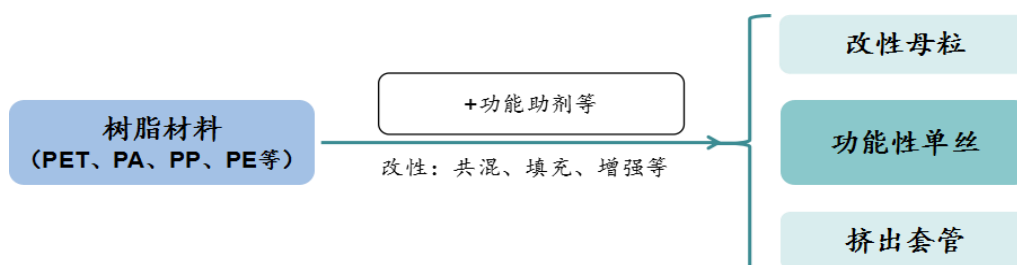 树脂材料
（PET、PA、PP、PE等）
+功能助剂等
改性：共混、填充、增强等
改性母粒
功能性单丝
挤出套管